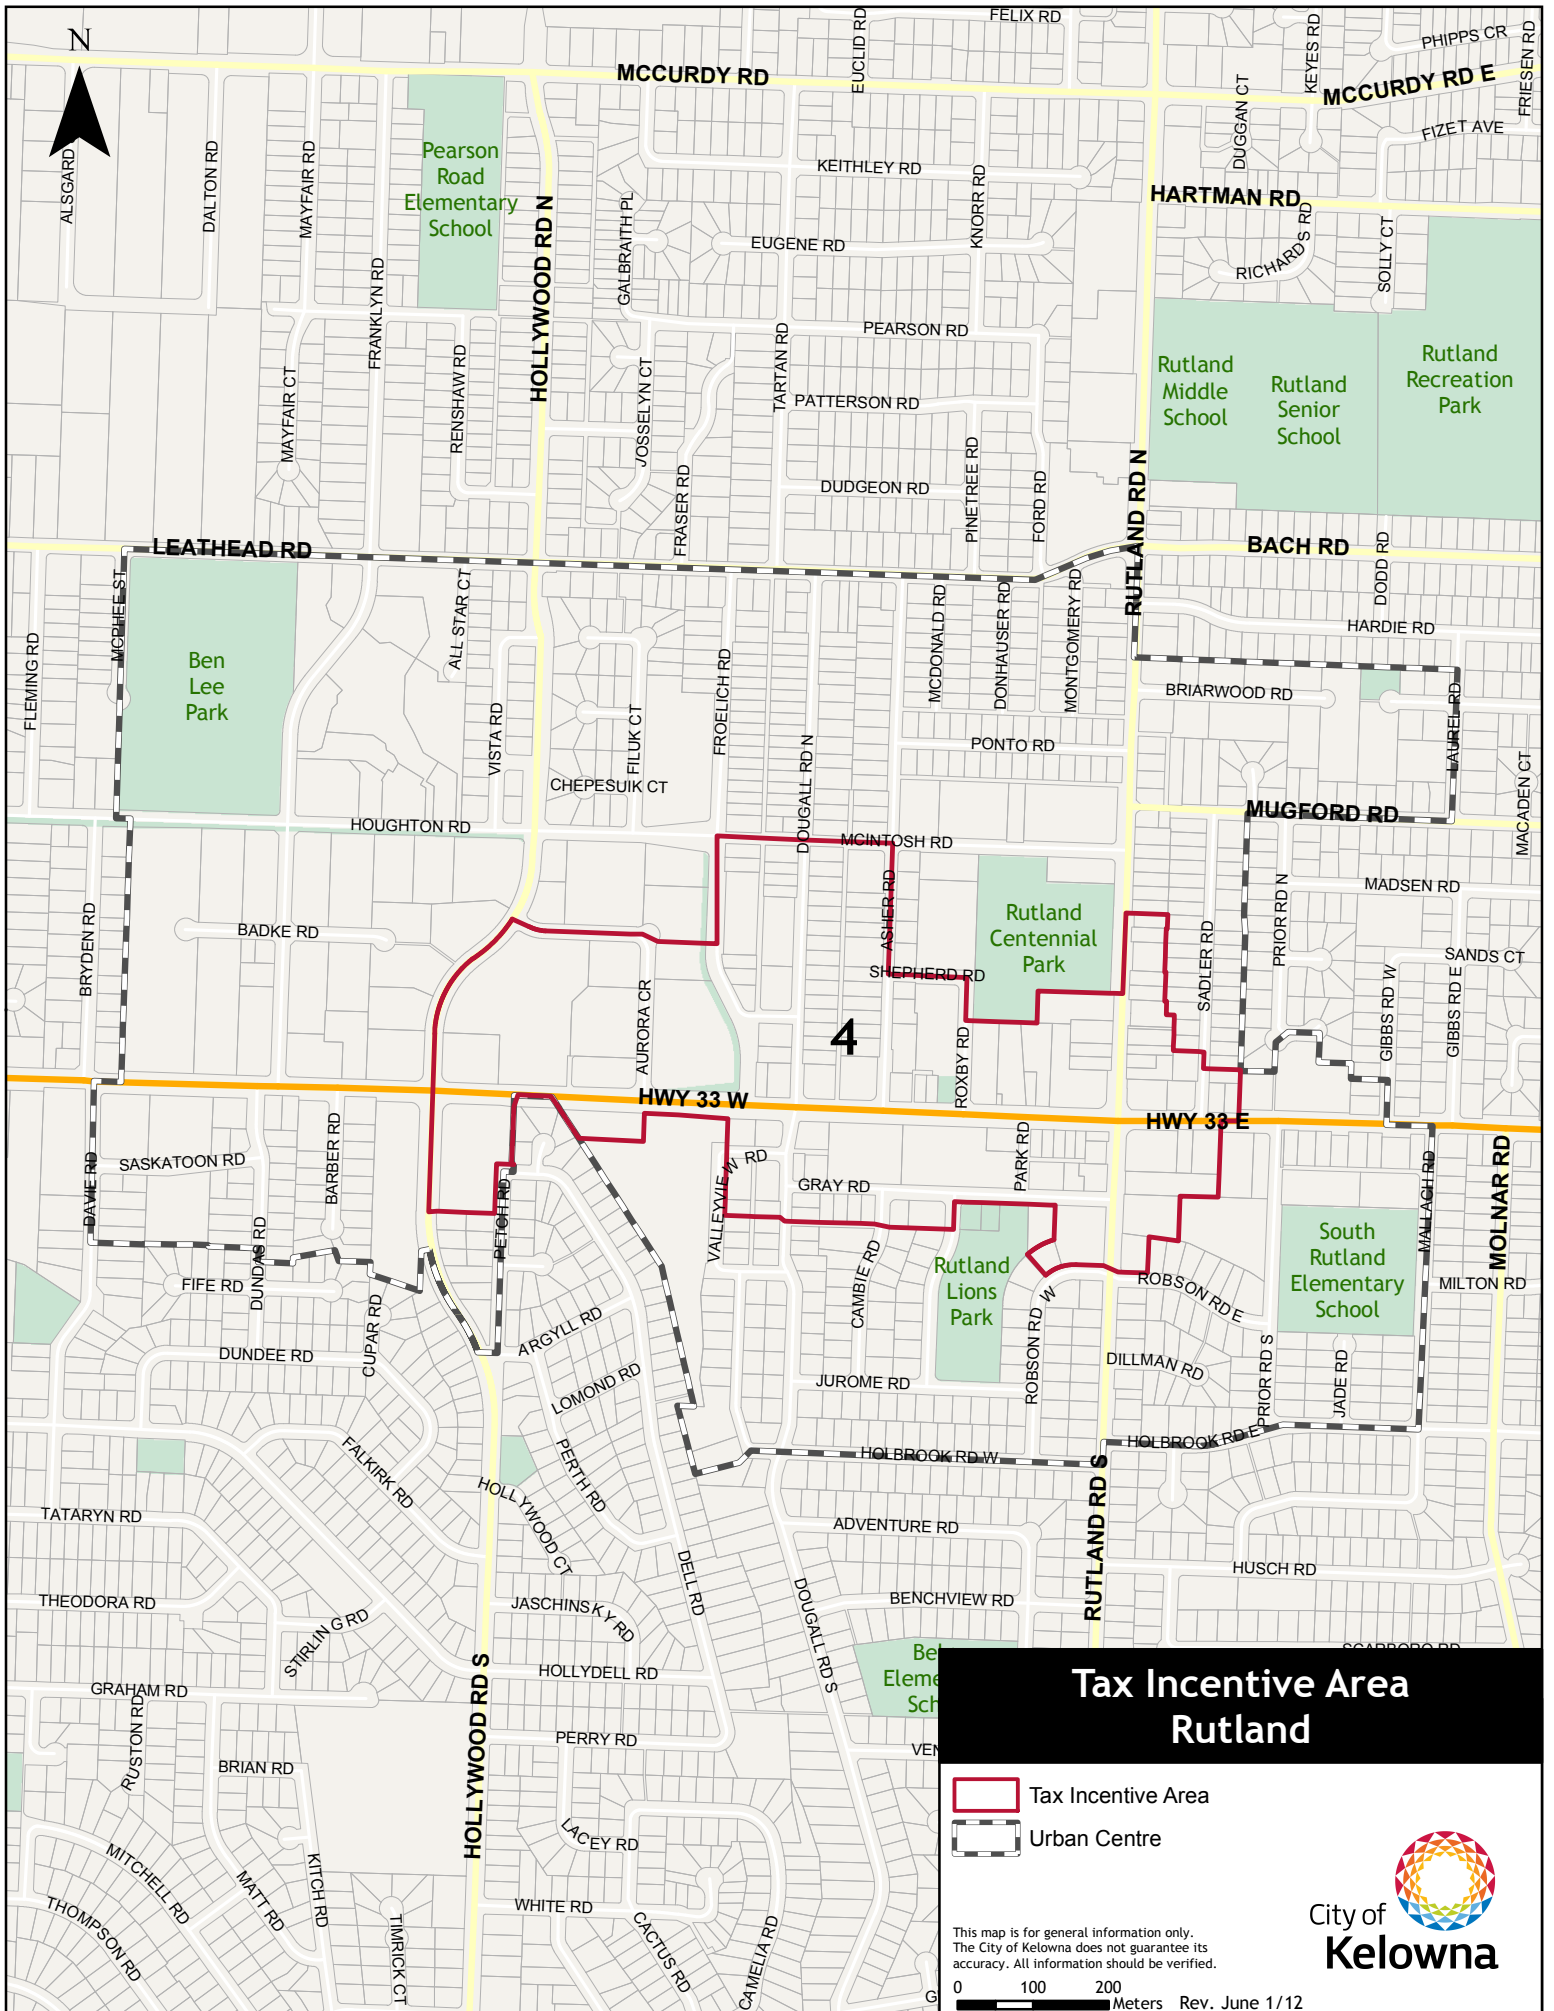 FELIX RD
EUCLID RD
KEYES RD
PHIPPS CR
FRIESEN RD
N
MCCURDY RD
MCCURDY RD E
DUGGAN CT
FIZET AVE
ALSGARD
DALTON RD
MAYFAIR RD
Pearson
Road
Elementary
School
KEITHLEY RD
KNORR RD
HARTMAN RD
GALBRAITH PL
HOLLYWOOD RD N
EUGENE RD
RICHARDS RD
SOLLY CT
FRANKLYN RD
PEARSON RD
TARTAN RD
RENSHAW RD
MAYFAIR CT
JOSSELYN CT
PATTERSON RD
Rutland
Middle
School
Rutland
Senior
School
Rutland
Recreation
Park
FRASER RD
DUDGEON RD
PINETREE RD
FORD RD
RUTLAND RD N
LEATHEAD RD
BACH RD
DODD RD
MCPHEE ST
ALL STAR CT
FLEMING RD
Ben
Lee
Park
VISTA RD
FILUK CT
FROELICH RD
MCDONALD RD
DONHAUSER RD
MONTGOMERY RD
HARDIE RD
BRIARWOOD RD
LAUREL RD
DOUGALL RD N
PONTO RD
CHEPESUIK CT
MACADEN CT
HOUGHTON RD
MCINTOSH RD
MUGFORD RD
BRYDEN RD
BADKE RD
ASHER RD
Rutland
Centennial
Park
SADLER RD
PRIOR RD N
MADSEN RD
SANDS CT
GIBBS RD W
GIBBS RD E
SHEPHERD RD
AURORA CR
4
ROXBY RD
HWY 33 W
HWY 33 E
DAVIE RD
SASKATOON RD
BARBER RD
PETCH RD
VALLEYVIEW RD
GRAY RD
PARK RD
MALLACH RD
MOLNAR RD
DUNDAS RD
FIFE RD
CUPAR RD
CAMBIE RD
Rutland
Lions
Park
ROBSON RD W
ROBSON RD E
South
Rutland
Elementary
School
MILTON RD
DUNDEE RD
ARGYLL RD
LOMOND RD
JUROME RD
DILLMAN RD
PRIOR RD S
JADE RD
FALKIRK RD
PERTH RD
HOLBROOK RD W
HOLBROOK RD E
HOLLYWOOD CT
TATARYN RD
ADVENTURE RD
RUTLAND RD S
DELL RD
HUSCH RD
THEODORA RD
STIRLING RD
JASCHINSKY RD
DOUGALL RD S
BENCHVIEW RD
HOLLYDELL RD
GRAHAM RD
RUSTON RD
HOLLYWOOD RD S
PERRY RD
BRIAN RD
LACEY RD
MITCHELL RD
MATT RD
KITCH RD
THOMPSON RD
TIMRICK CT
WHITE RD
CACTUS RD
CAMELIA RD
Tax Incentive Area
Rutland
Tax Incentive Area
Urban Centre
City of
Kelowna
This map is for general information only.
The City of Kelowna does not guarantee its
accuracy. All information should be verified.
0 100 200
Meters Rev. June 1/12